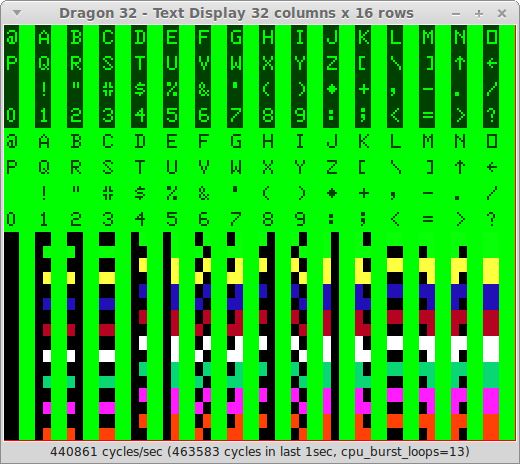 Dragon 32 - Text Display 32 columns x 16 rows
@ A B C D E F G H I J K L M N O
P Q R S T U V W X Y Z [ \ ] ↑ ←
! " # $ % & ' ( ) * + , - . /
0 1 2 3 4 5 6 7 8 9 : ; < = > ?
@ A B C D E F G H I J K L M N O
P Q R S T U V W X Y Z [ \ ] ↑ ←
! " # $ % & ' ( ) * + , - . /
0 1 2 3 4 5 6 7 8 9 : ; < = > ?
440861 cycles/sec (463583 cycles in last 1sec, cpu_burst_loops=13)